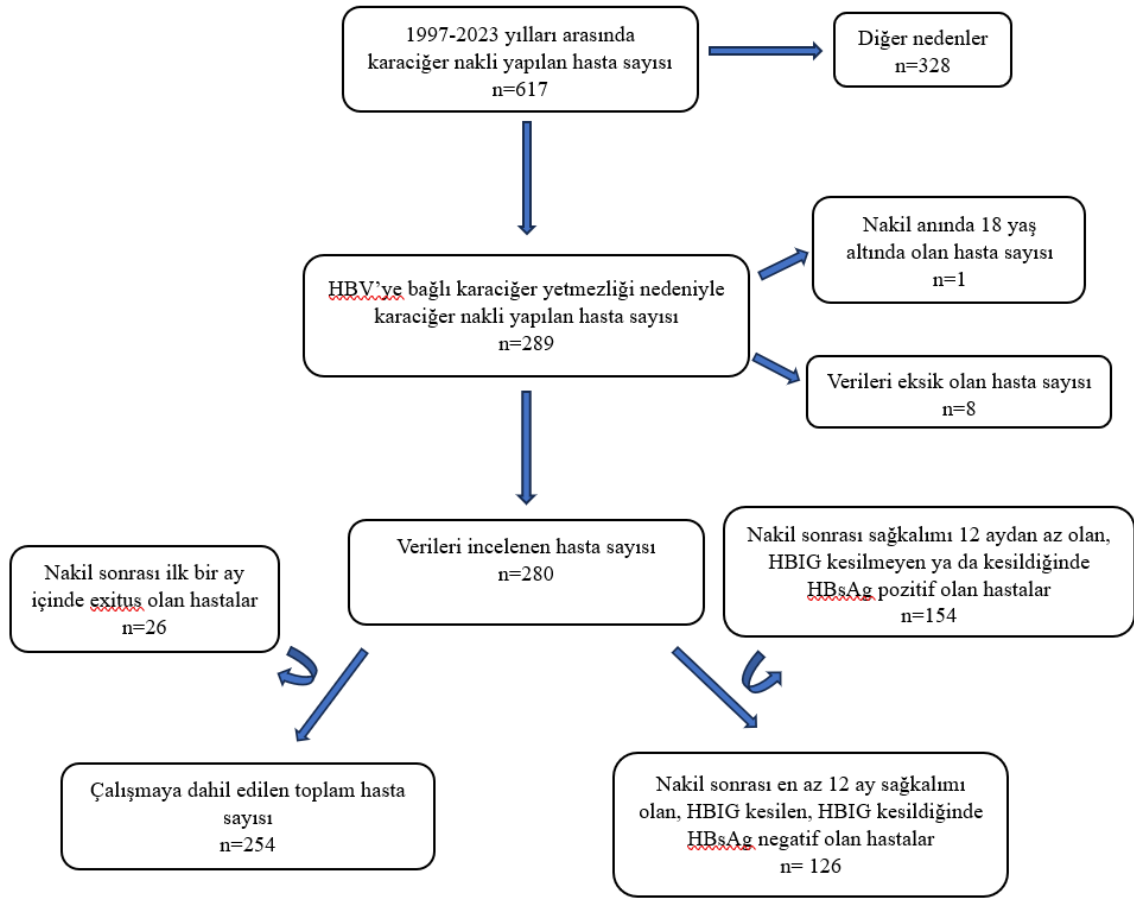 1997-2023 yılları arasında
karaciğer nakli yapılan hasta sayısı
n=617
Diğer nedenler
n=328
Nakil anında 18 yaş
altında olan hasta sayısı
n=1
HBV’ye bağlı karaciğer yetmezliği nedeniyle
karaciğer nakli yapılan hasta sayısı
n=289
Verileri eksik olan hasta sayısı
n=8
Verileri incelenen hasta sayısı
n=280
Nakil sonrası sağkalımı 12 aydan az olan,
HBIG kesilmeyen ya da kesildiğinde
HBsAg pozitif olan hastalar
n=154
Nakil sonrası ilk bir ay
içinde exitus olan hastalar
n=26
Çalışmaya dahil edilen toplam hasta
sayısı
n=254
Nakil sonrası en az 12 ay sağkalımı
olan, HBIG kesilen, HBIG kesildiğinde
HBsAg negatif olan hastalar
n= 126